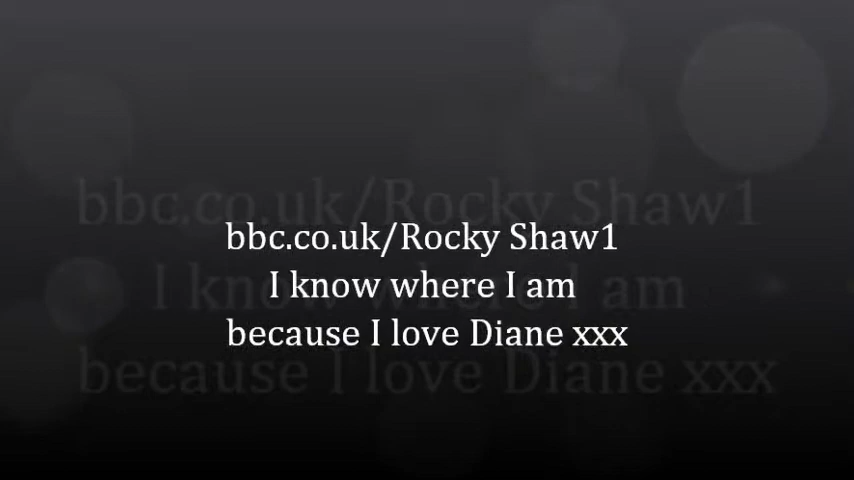 bbc.co.uk/Rocky Shaw1
I know where I am
because I love Diane xxx